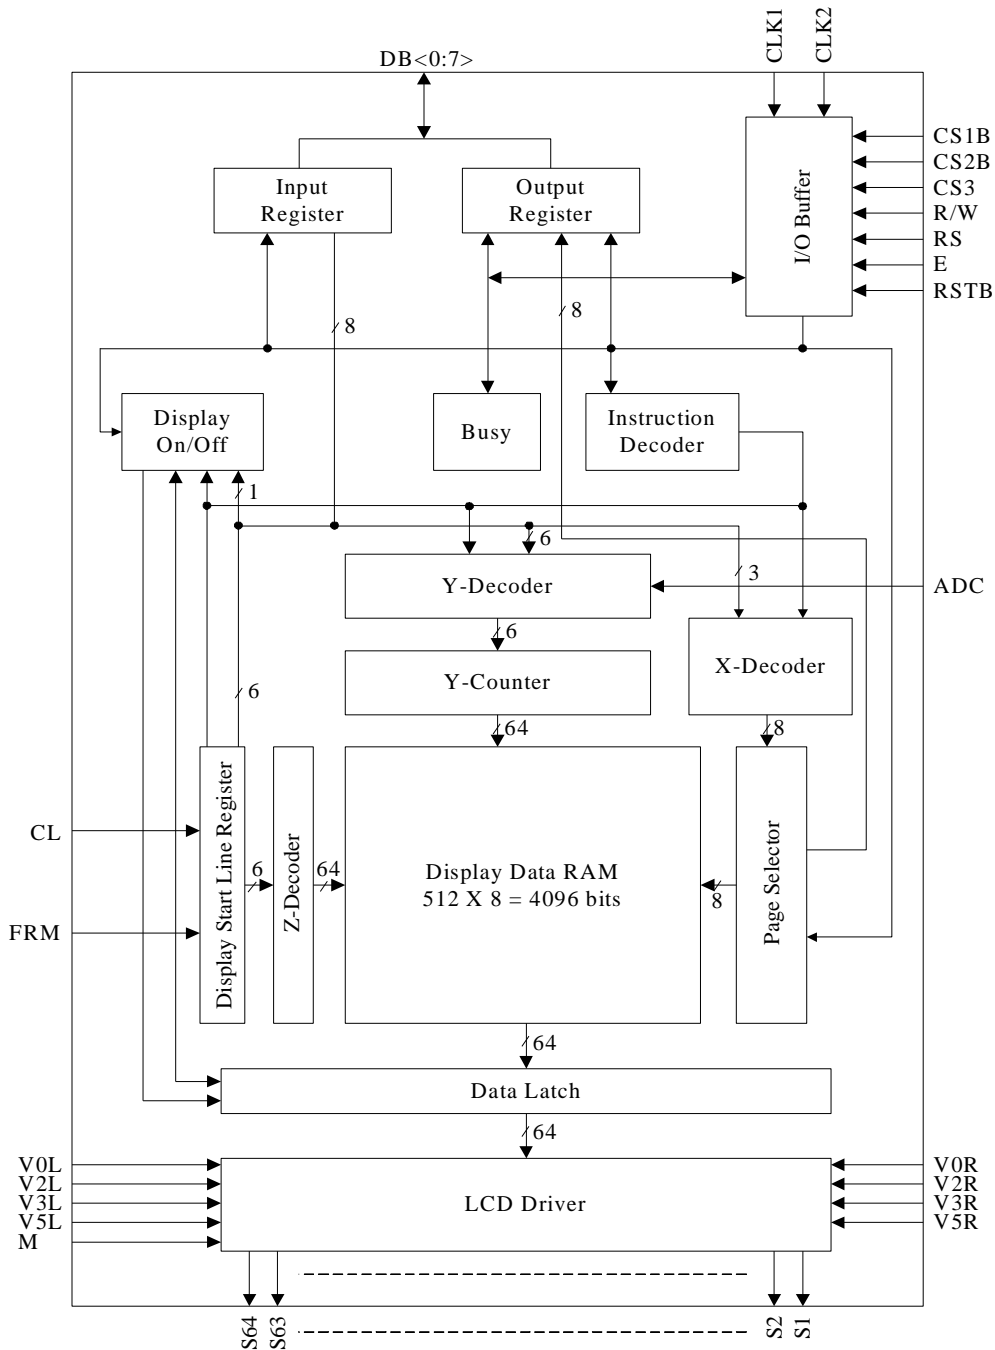 DB<0:7>
CLK1
CLK2
CS1B
CS2B
CS3
R/W
RS
E
RSTB
Input
Register
Output
Register
I/O Buffer
8
8
Display
On/Off
Busy
Instruction
Decoder
1
6
3
Y-Decoder
ADC
6
X-Decoder
Y-Counter
6
64
8
CL
FRM
Display Start Line Register
6
Z-Decoder
64
Display Data RAM
512 X 8 = 4096 bits
8
Page Selector
64
Data Latch
64
V0L
V2L
V3L
V5L
M
LCD Driver
V0R
V2R
V3R
V5R
S64
S63
S2
S1